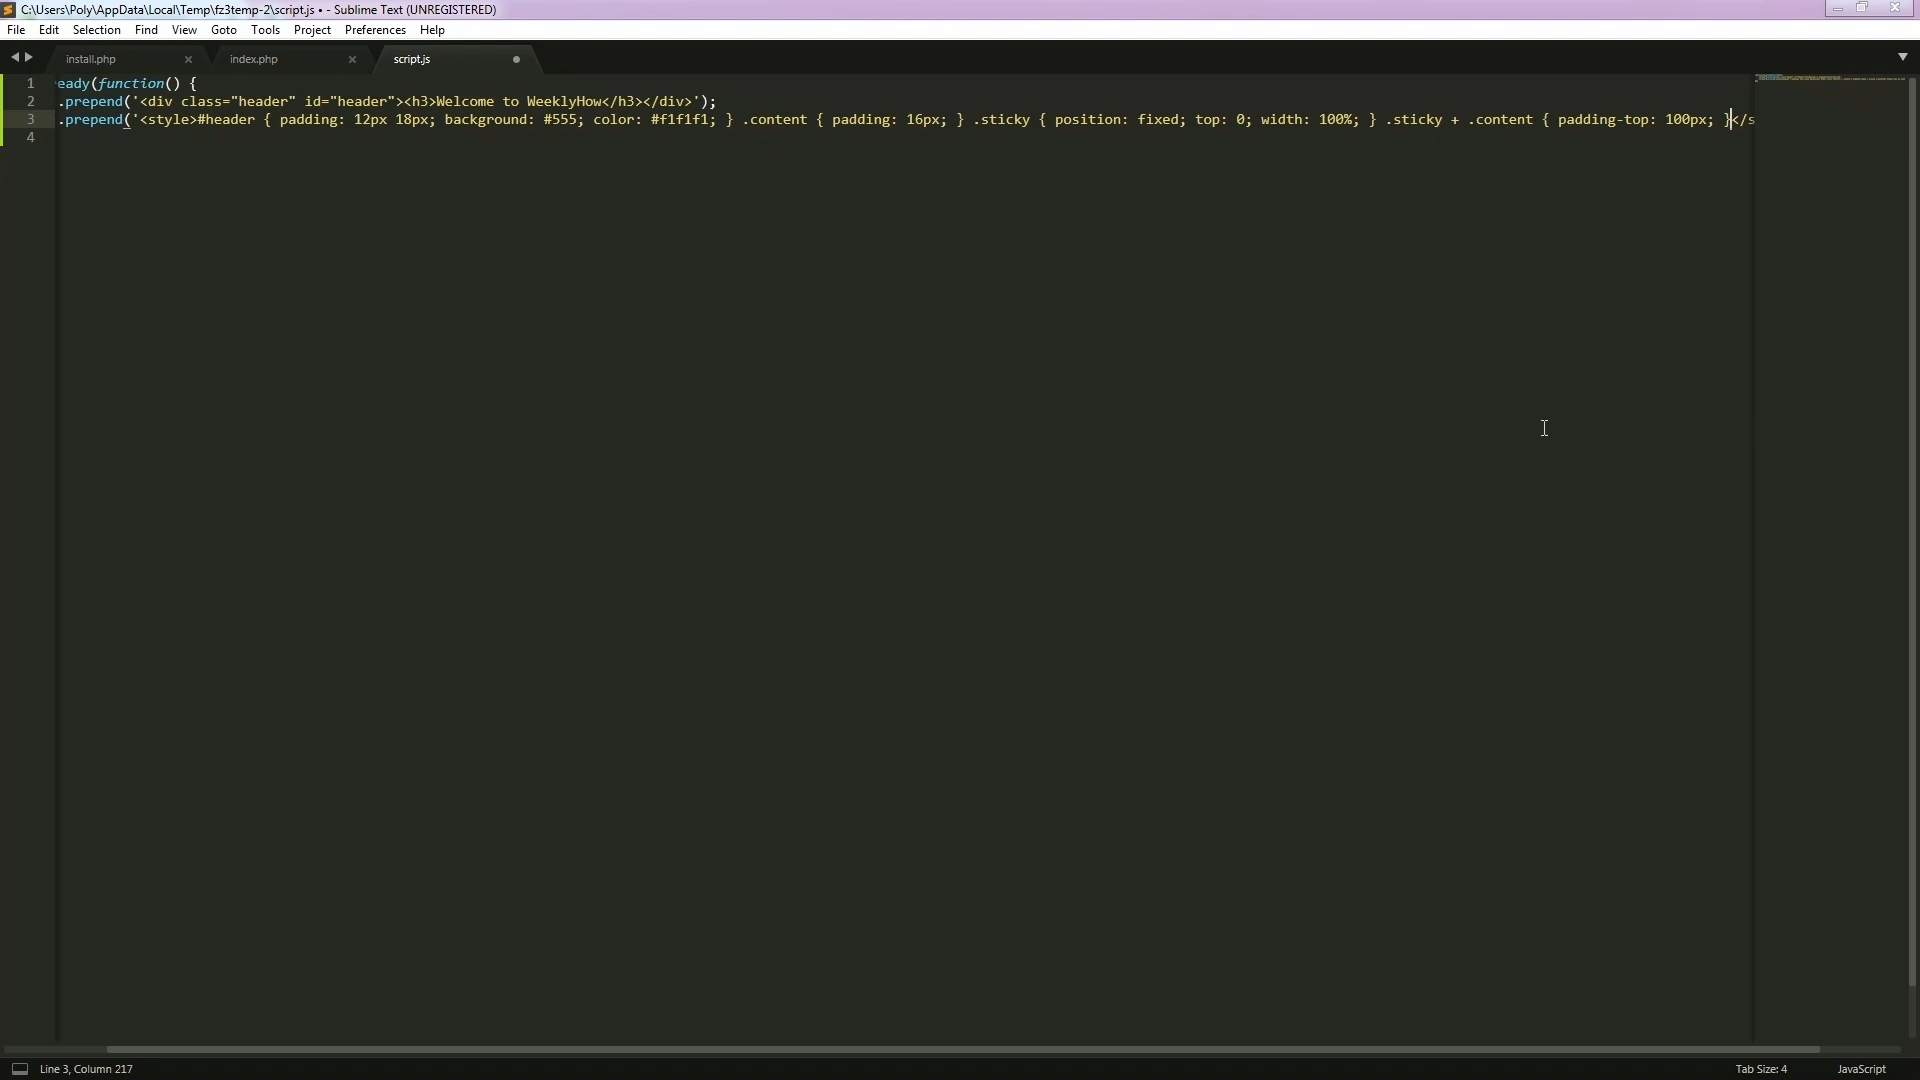 C:\Users\Poly\AppData\Local\Temp\fz3temp-2\script.js • - Sublime Text (UNREGISTERED)
File Edit Selection Find View Goto Tools Project Preferences Help
install.php index.php script.js
1 eady(function() {
2 .prepend('<div class="header" id="header"><h3>Welcome to WeeklyHow</h3></div>');
3 .prepend('<style>#header { padding: 12px 18px; background: #555; color: #f1f1f1; } .content { padding: 16px; } .sticky { position: fixed; top: 0; width: 100%; } .sticky + .content { padding-top: 100px; }</s
4
Line 3, Column 217 Tab Size: 4 JavaScript